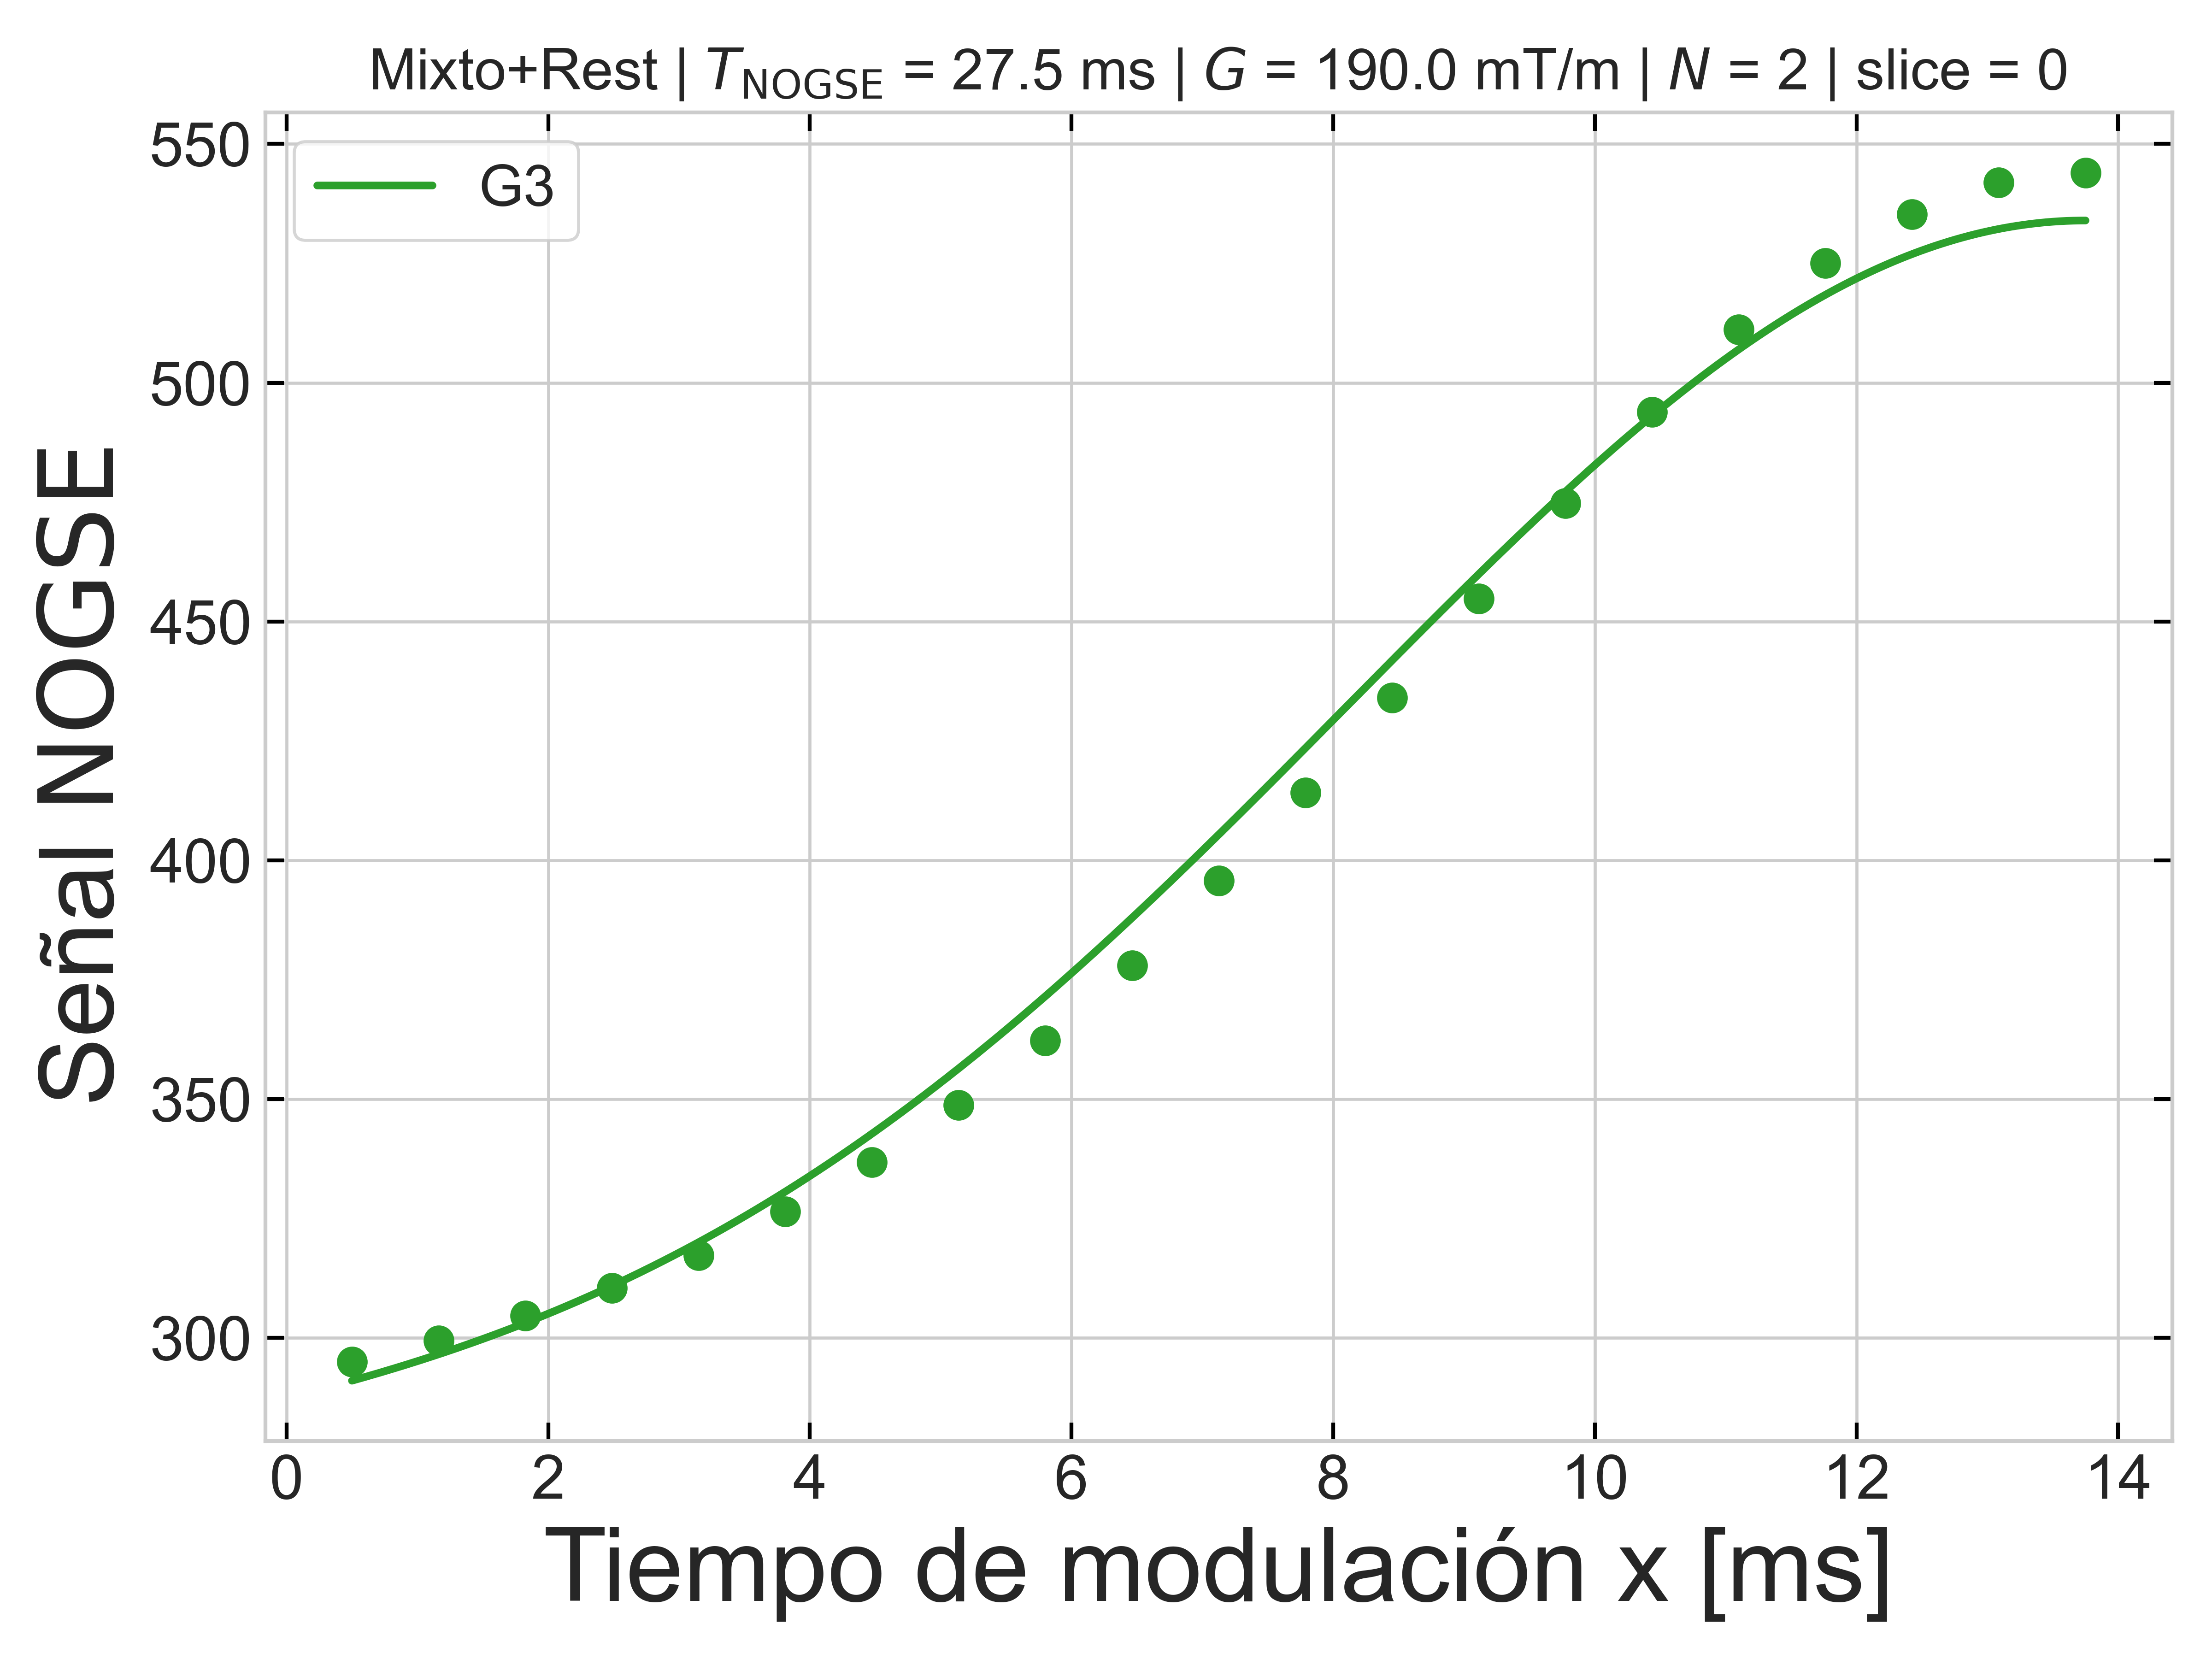 Mixto+Rest | T_NOGSE = 27.5 ms | G = 190.0 mT/m | N = 2 | slice = 0
G3
550
500
450
400
350
300
Señal NOGSE
0 2 4 6 8 10 12 14
Tiempo de modulación x [ms]